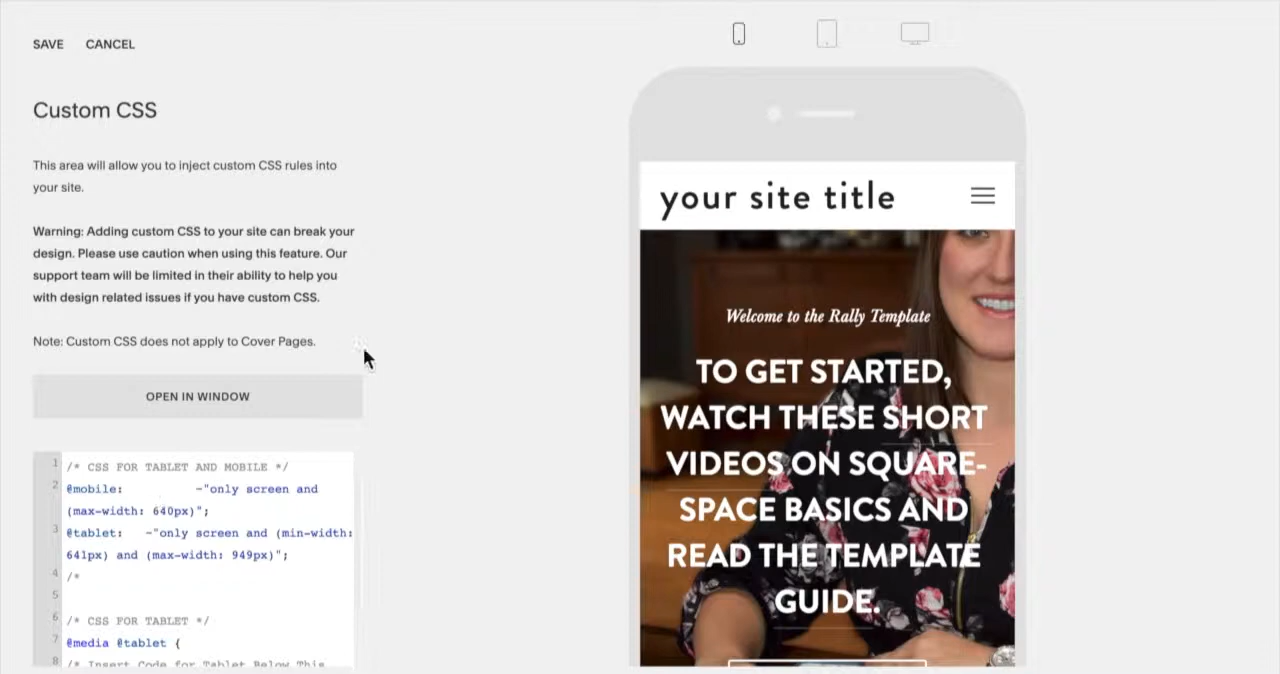 SAVE CANCEL
Custom CSS
This area will allow you to inject custom CSS rules into
your site.
Warning: Adding custom CSS to your site can break your
design. Please use caution when using this feature. Our
support team will be limited in their ability to help you
with design related issues if you have custom CSS.
Note: Custom CSS does not apply to Cover Pages.
OPEN IN WINDOW
1 /* CSS FOR TABLET AND MOBILE */
2 @mobile: ~"only screen and
(max-width: 640px)";
3 @tablet: ~"only screen and (min-width:
641px) and (max-width: 949px)";
4 /*
5
6 /* CSS FOR TABLET */
7 @media @tablet {
8 /* Insert Code for Tablet Below This
your site title
Welcome to the Rally Template
TO GET STARTED,
WATCH THESE SHORT
VIDEOS ON SQUARE-
SPACE BASICS AND
READ THE TEMPLATE
GUIDE.